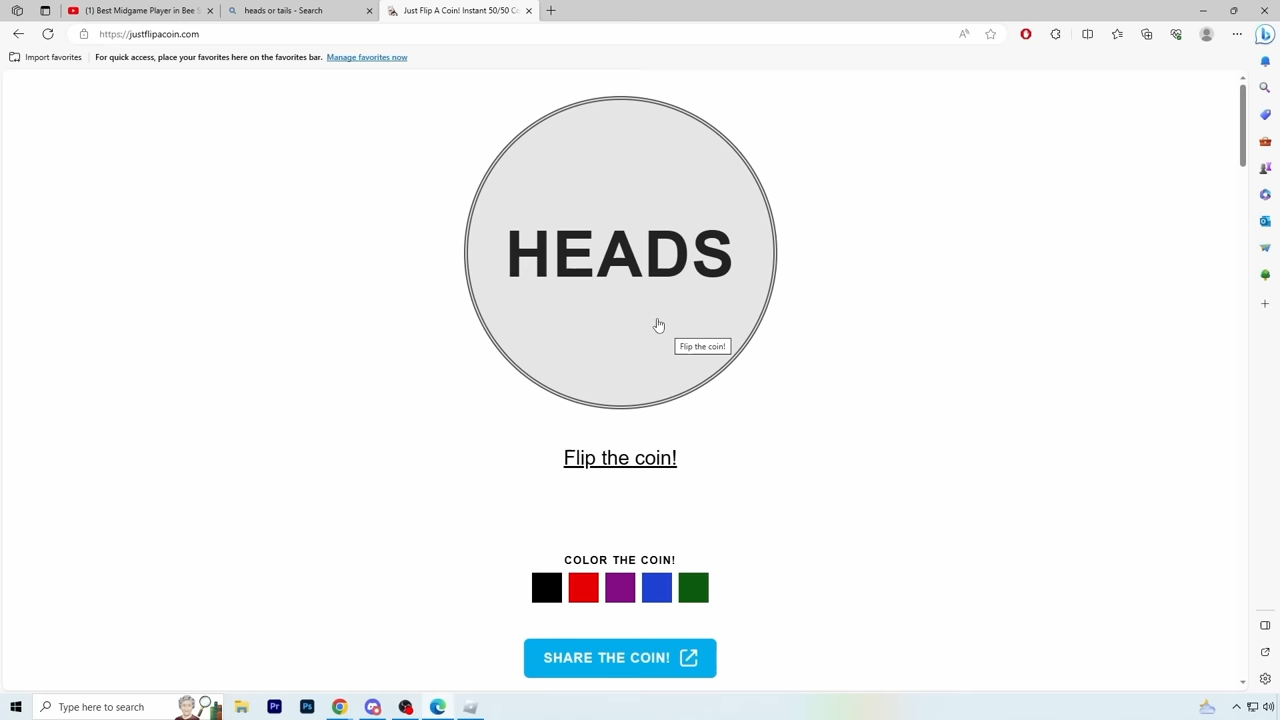 (1) Best Midgame Player in Bee S
heads or tails - Search
Just Flip A Coin! Instant 50/50 Co
https://justflipacoin.com
Import favorites
For quick access, place your favorites here on the favorites bar. Manage favorites now
HEADS
Flip the coin!
Flip the coin!
COLOR THE COIN!
SHARE THE COIN!
Type here to search
Pr
Ps